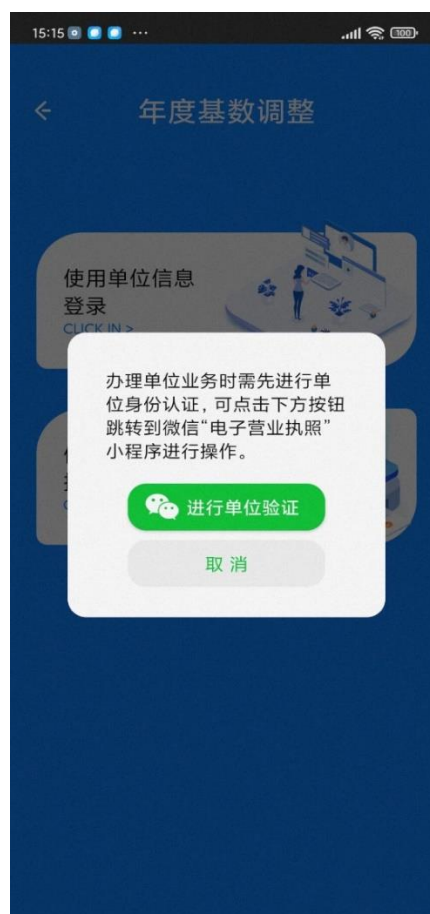 15:15
100
年度基数调整
使用单位信息
登录
CLICK IN >
办理单位业务时需先进行单
位身份认证，可点击下方按钮
跳转到微信“电子营业执照”
小程序进行操作。
进行单位验证
取消